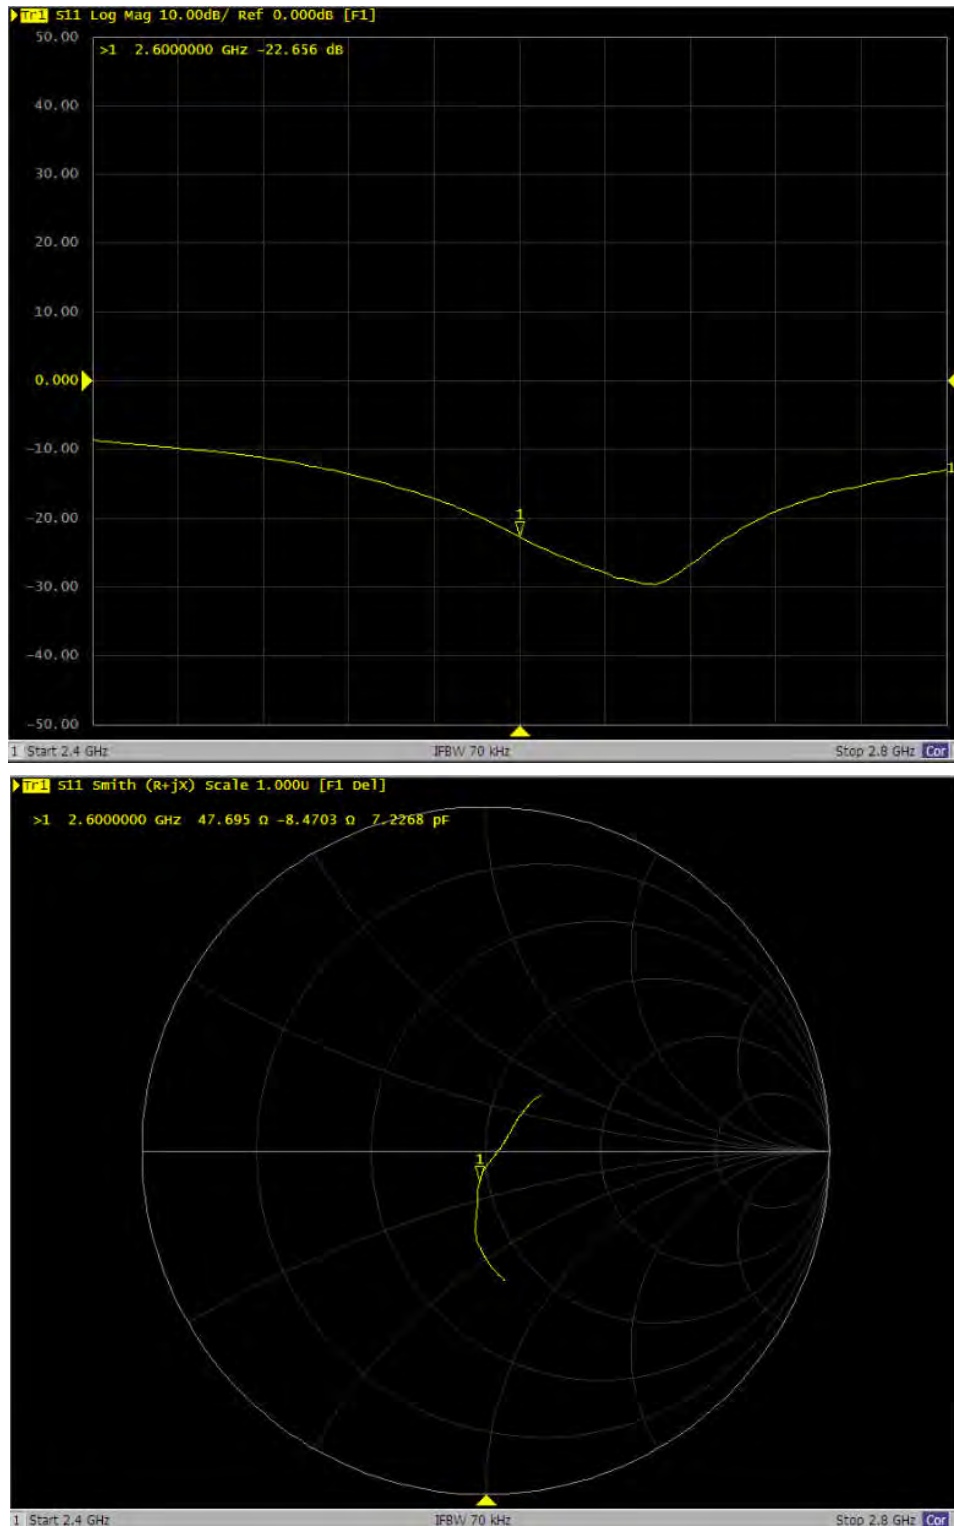 Tr1 S11 Log Mag 10.00dB/ Ref 0.000dB [F1]
50.00
>1 2.6000000 GHz -22.656 dB
40.00
30.00
20.00
10.00
0.000
-10.00
1
-20.00
1
-30.00
-40.00
-50.00
1 Start 2.4 GHz IFBW 70 kHz Stop 2.8 GHz Cor
Tr1 S11 Smith (R+jX) Scale 1.000U [F1 Del]
>1 2.6000000 GHz 47.695 Ω -8.4703 Ω 7.2268 pF
1
1 Start 2.4 GHz IFBW 70 kHz Stop 2.8 GHz Cor